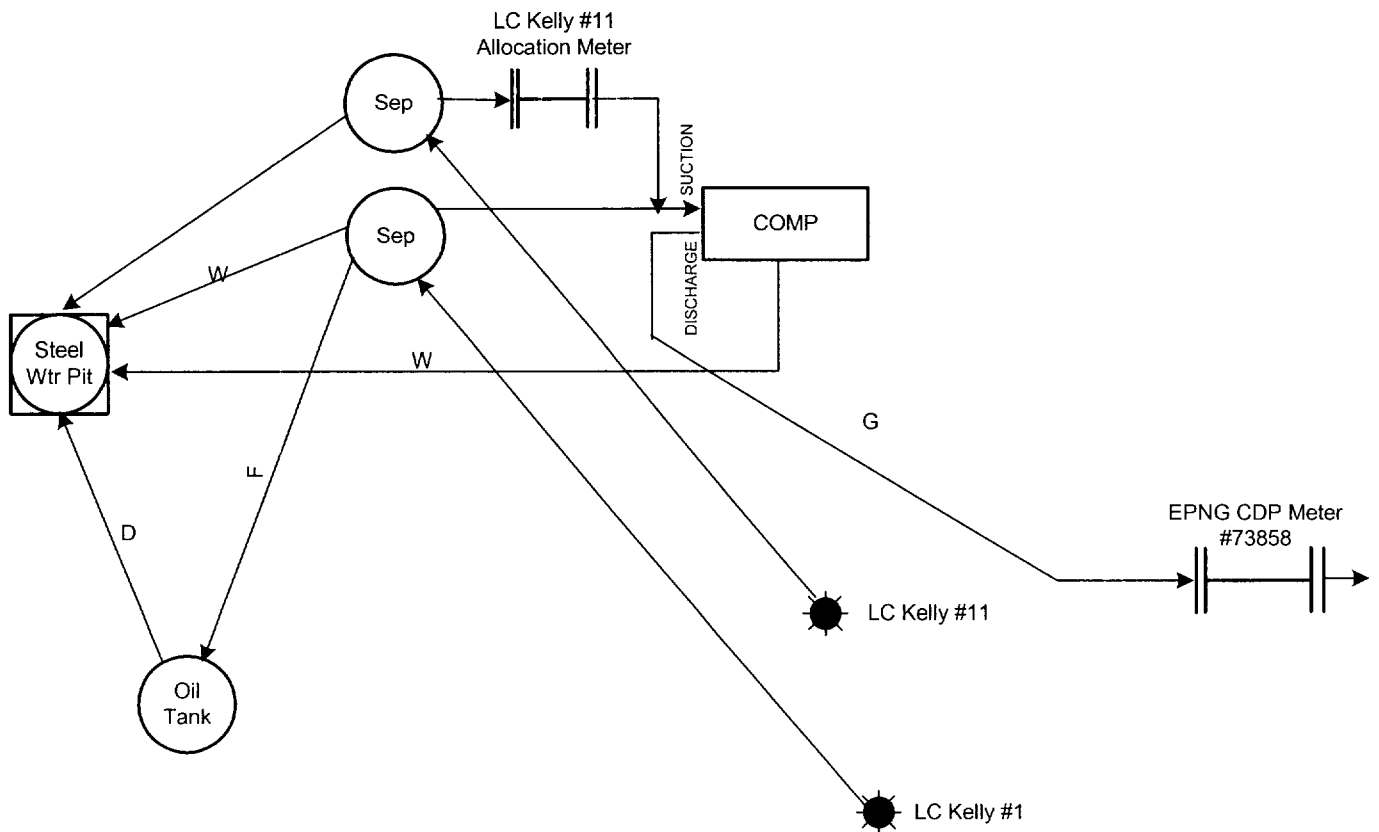 LC Kelly #11
Allocation Meter
Sep
SUCTION
Sep
COMP
DISCHARGE
W
Steel
Wtr Pit
W
G
F
D
EPNG CDP Meter
#73858
LC Kelly #11
Oil
Tank
LC Kelly #1